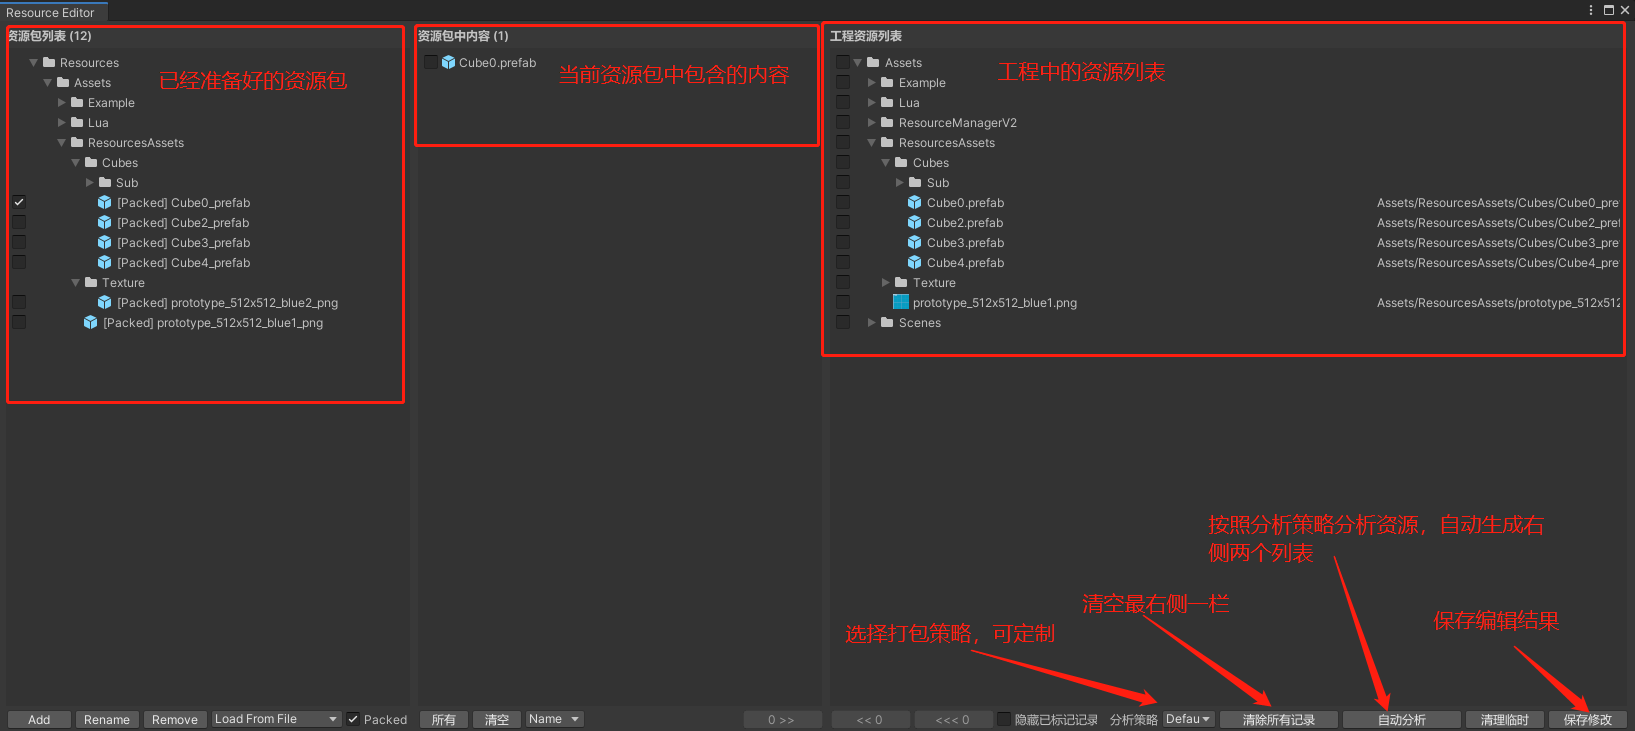 Resource Editor
资源包列表 (12)
Resources
Assets
Example
Lua
ResourcesAssets
Cubes
Sub
[Packed] Cube0_prefab
[Packed] Cube2_prefab
[Packed] Cube3_prefab
[Packed] Cube4_prefab
Texture
[Packed] prototype_512x512_blue2_png
[Packed] prototype_512x512_blue1_png
已经准备好的资源包
资源包中内容 (1)
Cube0.prefab
当前资源包中包含的内容
工程资源列表
工程中的资源列表
Assets
Example
Lua
ResourceManagerV2
ResourcesAssets
Cubes
Sub
Cube0.prefab Assets/ResourcesAssets/Cubes/Cube0_pre
Cube2.prefab Assets/ResourcesAssets/Cubes/Cube2_pref
Cube3.prefab Assets/ResourcesAssets/Cubes/Cube3_pre
Cube4.prefab Assets/ResourcesAssets/Cubes/Cube4_pre
Texture
prototype_512x512_blue1.png Assets/ResourcesAssets/prototype_512x512
Scenes
按照分析策略分析资源，自动生成右
侧两个列表
清空最右侧一栏
选择打包策略，可定制
保存编辑结果
Add Rename Remove Load From File Packed 所有 清空 Name 0 >> << 0 <<< 0 隐藏已标记记录 分析策略 Defau 清除所有记录 自动分析 清理临时 保存修改